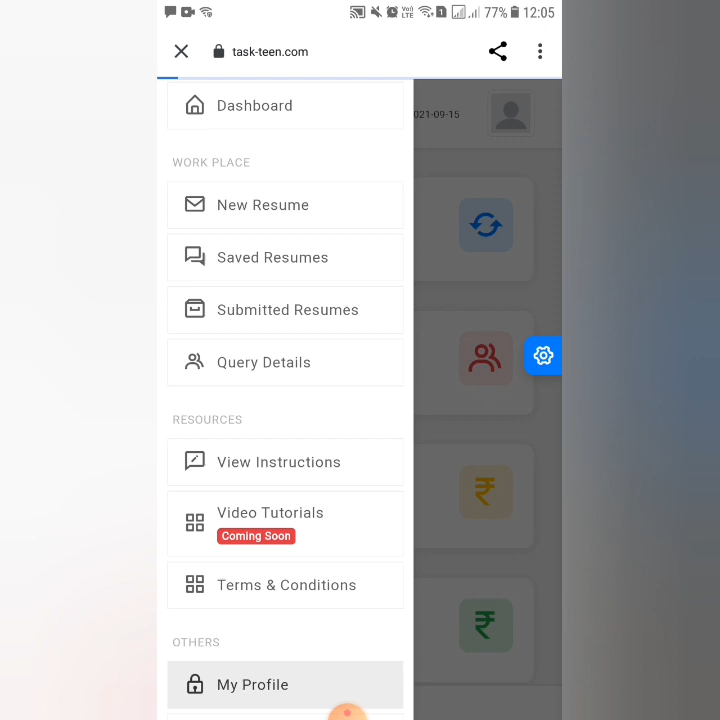 77% 12:05
task-teen.com
Dashboard
021-09-15
WORK PLACE
New Resume
Saved Resumes
Submitted Resumes
Query Details
RESOURCES
View Instructions
Video Tutorials
Coming Soon
Terms & Conditions
OTHERS
My Profile